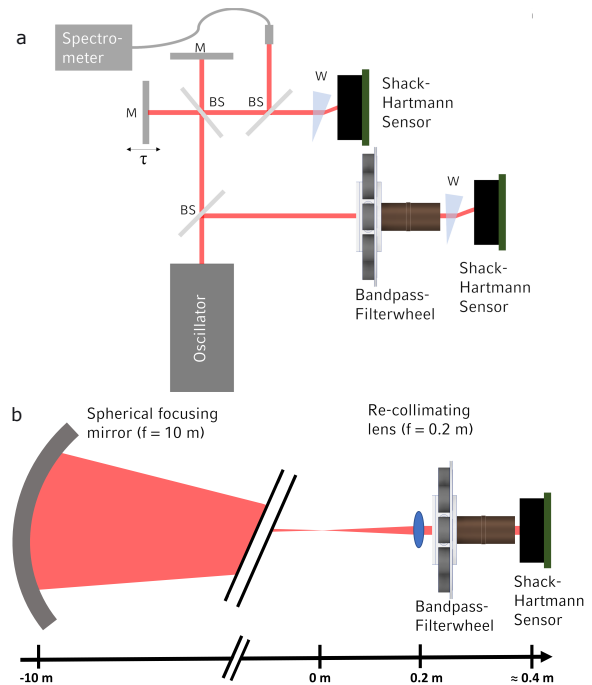 a
Spectro-
meter
M
BS
BS
W
Shack-
Hartmann
Sensor
M
τ
BS
W
Oscillator
Bandpass-
Filterwheel
Shack-
Hartmann
Sensor
b
Spherical focusing
mirror (f = 10 m)
Re-collimating
lens (f = 0.2 m)
Bandpass-
Filterwheel
Shack-
Hartmann
Sensor
-10 m
0 m
0.2 m
≈ 0.4 m